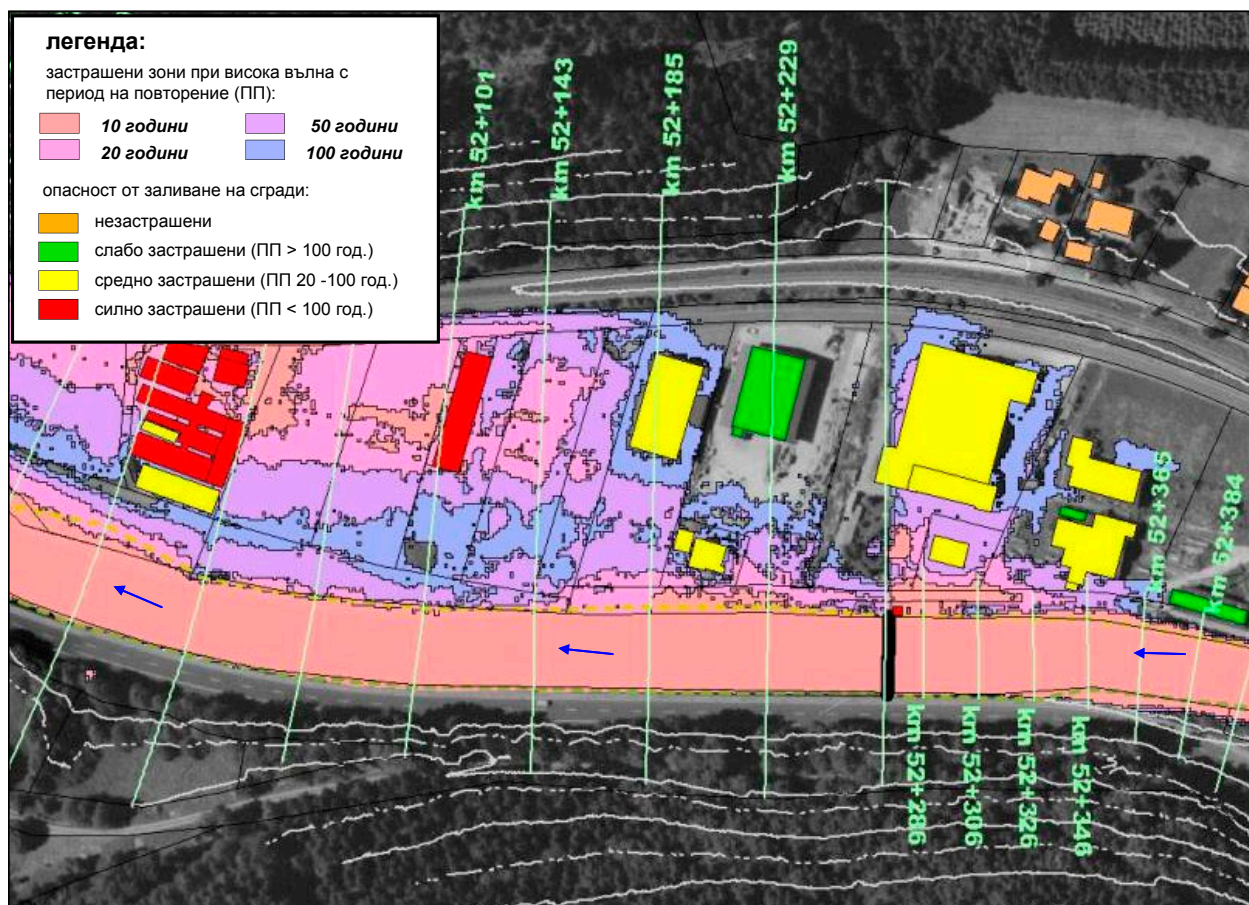 легенда:
застрашени зони при висока вълна с
период на повторение (ПП):
10 години
50 години
20 години
100 години
опасност от заливане на сгради:
незастрашени
слабо застрашени (ПП > 100 год.)
средно застрашени (ПП 20 -100 год.)
силно застрашени (ПП < 100 год.)
km 52+101
km 52+143
km 52+185
km 52+229
km 52+286
km 52+306
km 52+326
km 52+346
km 52+365
km 52+384